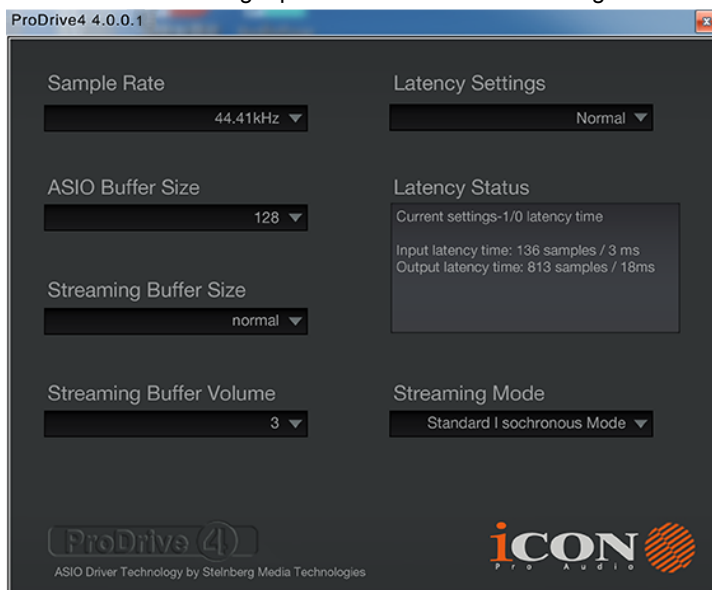 ProDrive4 4.0.0.1
Sample Rate
44.41kHz
Latency Settings
Normal
ASIO Buffer Size
128
Latency Status
Current settings-1/0 latency time
Input latency time: 136 samples / 3 ms
Output latency time: 813 samples / 18ms
Streaming Buffer Size
normal
Streaming Buffer Volume
3
Streaming Mode
Standard I sochronous Mode
ProDrive 4
ASIO Driver Technology by Steinberg Media Technologies
iCON
Pro Audio